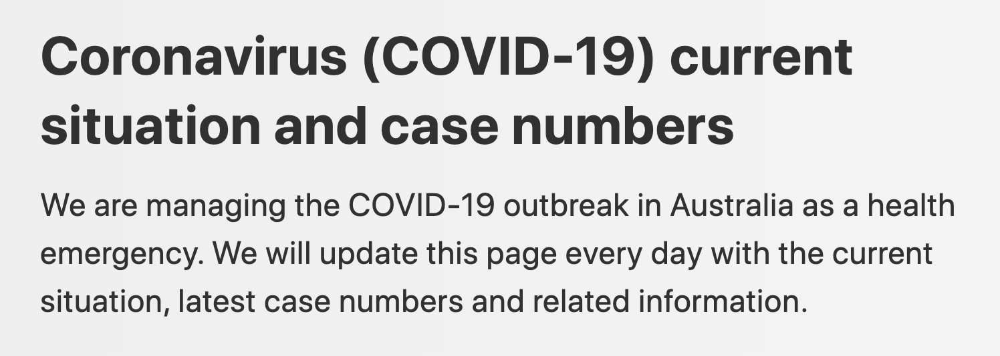 Coronavirus (COVID-19) current
situation and case numbers
We are managing the COVID-19 outbreak in Australia as a health
emergency. We will update this page every day with the current
situation, latest case numbers and related information.